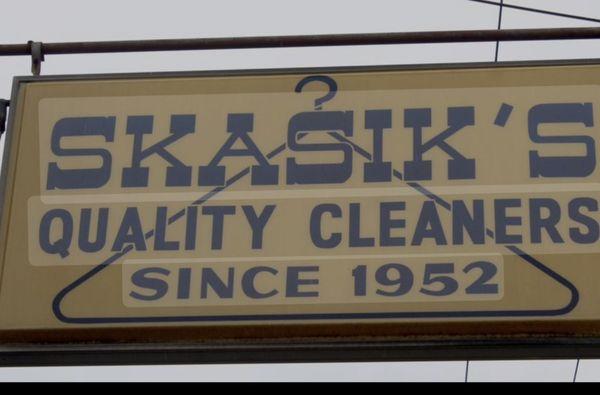 SKASIK'S
QUALITY CLEANERS
SINCE 1952